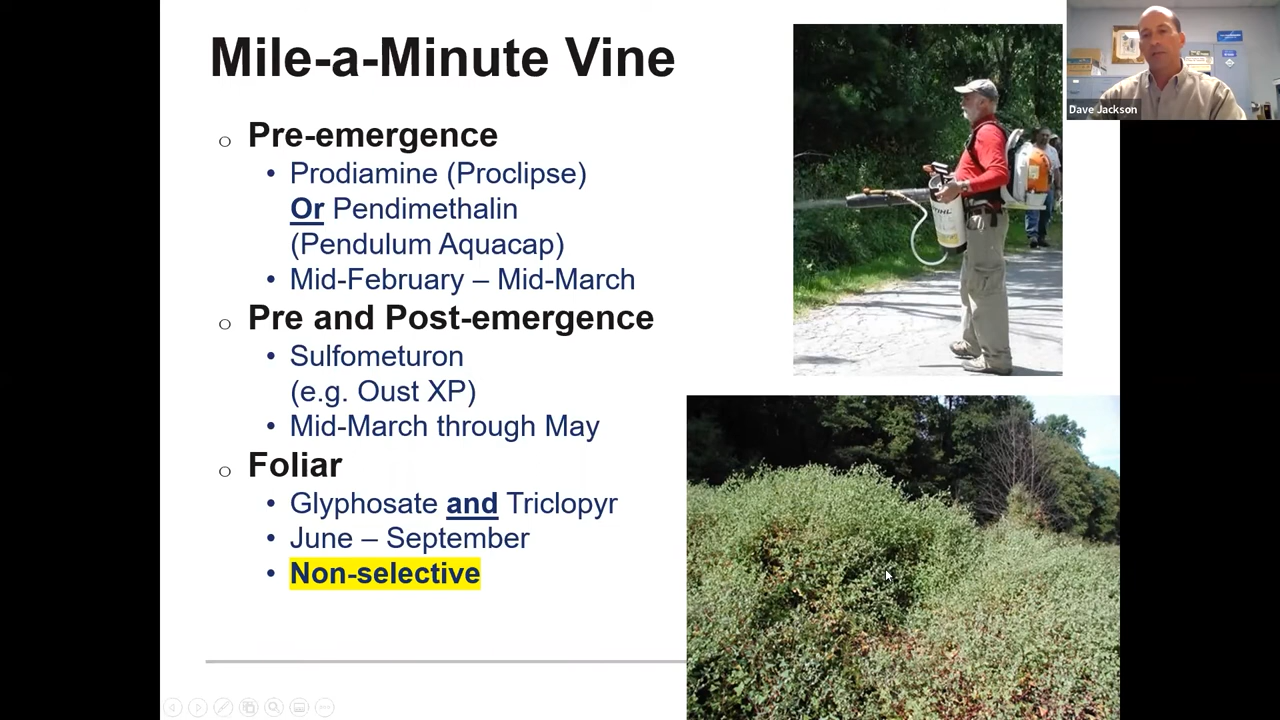 Mile-a-Minute Vine
Pre-emergence
Prodiamine (Proclipse)
Or Pendimethalin
(Pendulum Aquacap)
Mid-February – Mid-March
Pre and Post-emergence
Sulfometuron
(e.g. Oust XP)
Mid-March through May
Foliar
Glyphosate and Triclopyr
June – September
Non-selective
STIHL
Dave Jackson